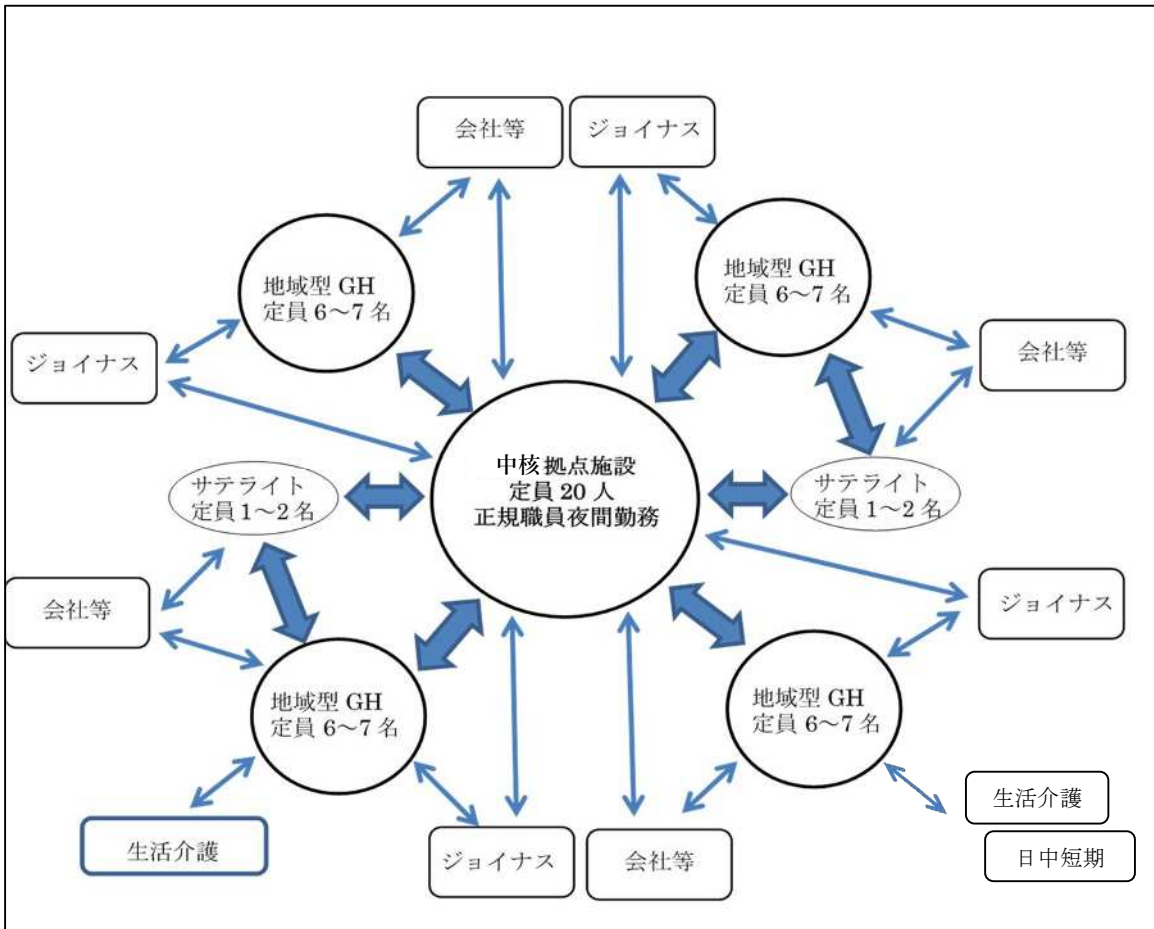 会社等
ジョイナス
地域型 GH
定員 6～7 名
地域型 GH
定員 6～7 名
ジョイナス
会社等
中核拠点施設
定員 20 人
正規職員夜間勤務
サテライト
定員 1～2 名
サテライト
定員 1～2 名
会社等
ジョイナス
地域型 GH
定員 6～7 名
地域型 GH
定員 6～7 名
生活介護
ジョイナス
会社等
生活介護
日中短期